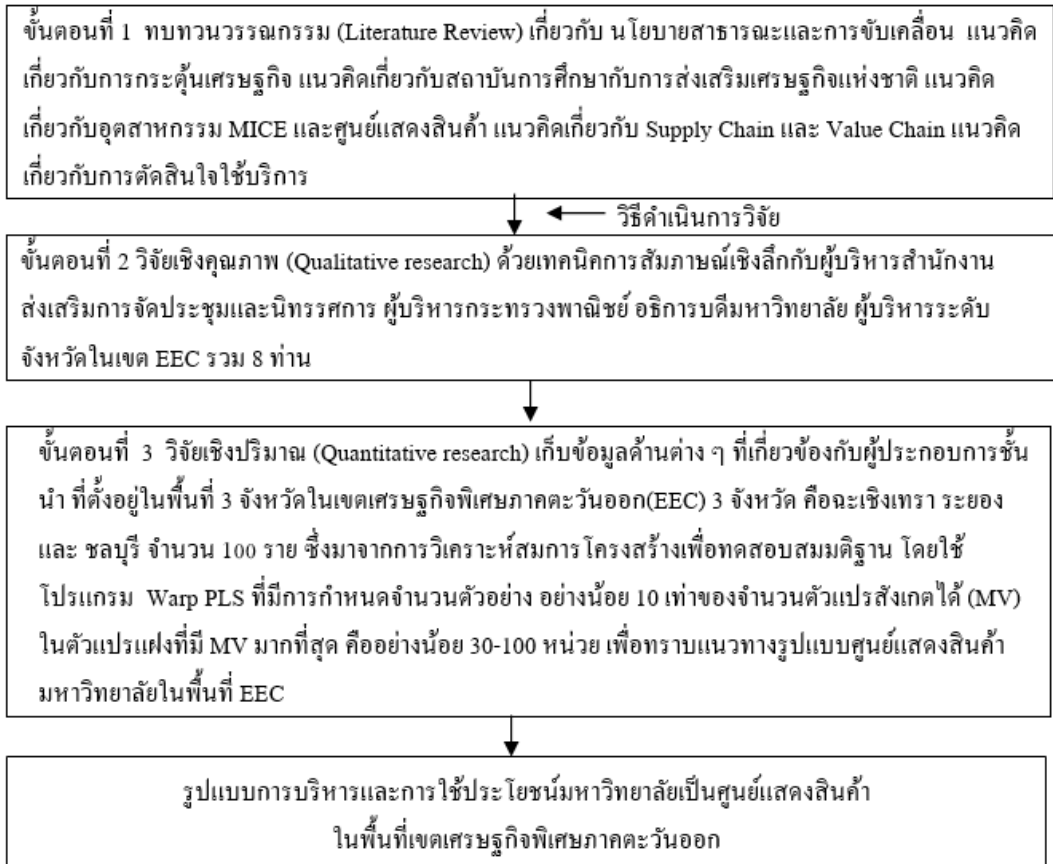 ขั้นตอนที่ 1 ทบทวนวรรณกรรม (Literature Review) เกี่ยวกับ นโยบายสาธารณะและการขับเคลื่อน แนวคิด
เกี่ยวกับการกระตุ้นเศรษฐกิจ แนวคิดเกี่ยวกับสถาบันการศึกษากับการส่งเสริมเศรษฐกิจแห่งชาติ แนวคิด
เกี่ยวกับอุตสาหกรรม MICE และศูนย์แสดงสินค้า แนวคิดเกี่ยวกับ Supply Chain และ Value Chain แนวคิด
เกี่ยวกับการตัดสินใจใช้บริการ
วิธีดำเนินการวิจัย
ขั้นตอนที่ 2 วิจัยเชิงคุณภาพ (Qualitative research) ด้วยเทคนิคการสัมภาษณ์เชิงลึกกับผู้บริหารสำนักงาน
ส่งเสริมการจัดประชุมและนิทรรศการ ผู้บริหารกระทรวงพาณิชย์ อธิการบดีมหาวิทยาลัย ผู้บริหารระดับ
จังหวัดในเขต EEC รวม 8 ท่าน
ขั้นตอนที่ 3 วิจัยเชิงปริมาณ (Quantitative research) เก็บข้อมูลด้านต่าง ๆ ที่เกี่ยวข้องกับผู้ประกอบการชั้น
นำ ที่ตั้งอยู่ในพื้นที่ 3 จังหวัดในเขตเศรษฐกิจพิเศษภาคตะวันออก(EEC) 3 จังหวัด คือฉะเชิงเทรา ระยอง
และ ชลบุรี จำนวน 100 ราย ซึ่งมาจากการวิเคราะห์สมการโครงสร้างเพื่อทดสอบสมมติฐาน โดยใช้
โปรแกรม Warp PLS ที่มีการกำหนดจำนวนตัวอย่าง อย่างน้อย 10 เท่าของจำนวนตัวแปรสังเกตได้ (MV)
ในตัวแปรแฝงที่มี MV มากที่สุด คืออย่างน้อย 30-100 หน่วย เพื่อทราบแนวทางรูปแบบศูนย์แสดงสินค้า
มหาวิทยาลัยในพื้นที่ EEC
รูปแบบการบริหารและการใช้ประโยชน์มหาวิทยาลัยเป็นศูนย์แสดงสินค้า
ในพื้นที่เขตเศรษฐกิจพิเศษภาคตะวันออก